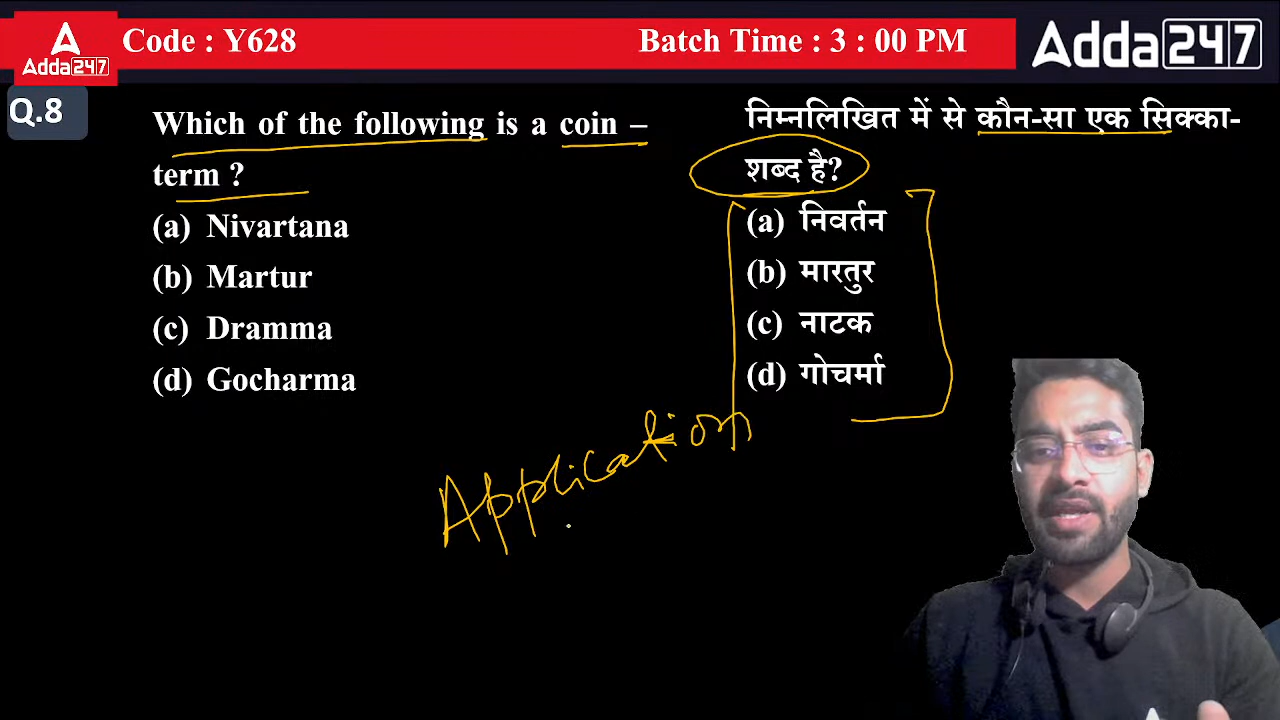 Code : Y628
Batch Time : 3 : 00 PM
Adda247
Adda247
Q.8
Which of the following is a coin –
term ?
(a) Nivartana
(b) Martur
(c) Dramma
(d) Gocharma
निम्नलिखित में से कौन-सा एक सिक्का-
शब्द है?
(a) निवर्तन
(b) मारतुर
(c) नाटक
(d) गोचर्मा
Application